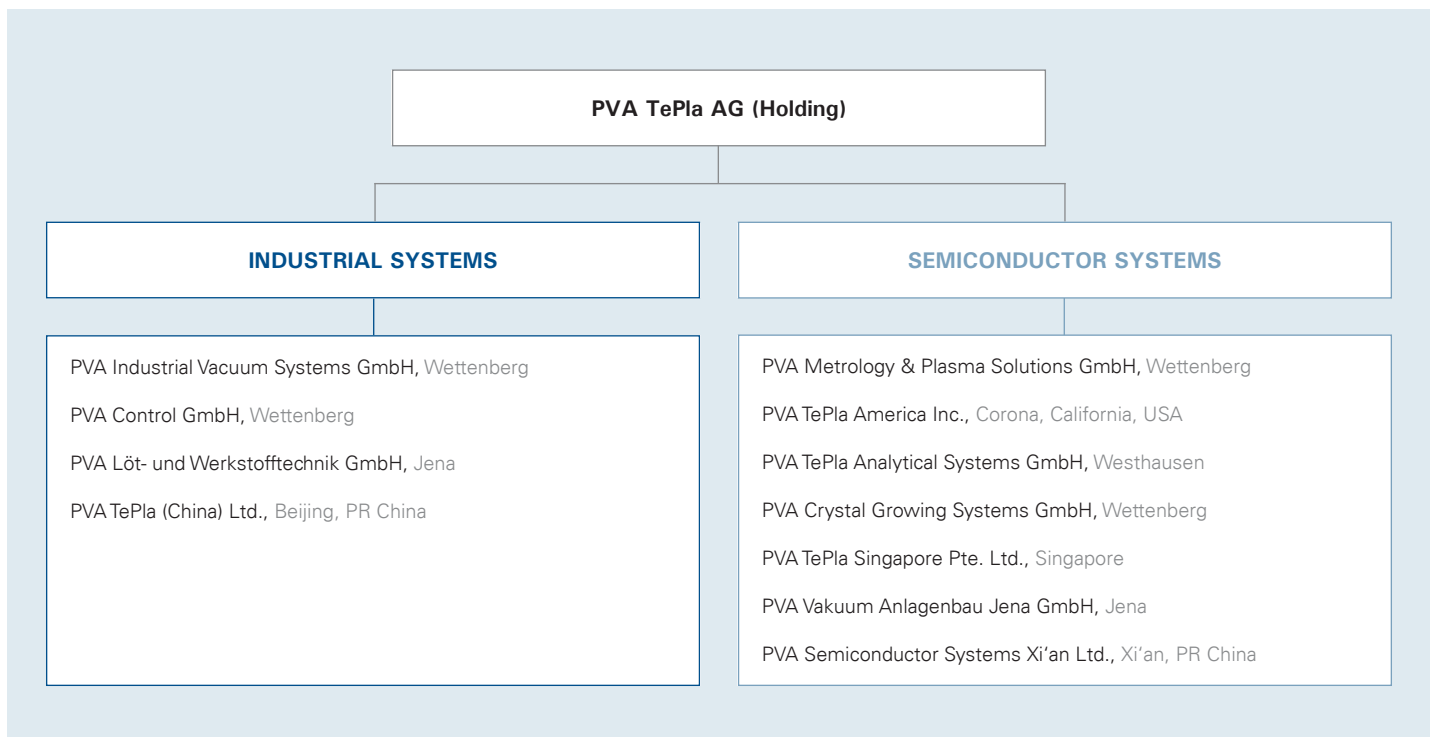 PVA TePla AG (Holding)
INDUSTRIAL SYSTEMS
PVA Industrial Vacuum Systems GmbH, Wettenberg
PVA Control GmbH, Wettenberg
PVA Löt- und Werkstofftechnik GmbH, Jena
PVA TePla (China) Ltd., Beijing, PR China
SEMICONDUCTOR SYSTEMS
PVA Metrology & Plasma Solutions GmbH, Wettenberg
PVA TePla America Inc., Corona, California, USA
PVA TePla Analytical Systems GmbH, Westhausen
PVA Crystal Growing Systems GmbH, Wettenberg
PVA TePla Singapore Pte. Ltd., Singapore
PVA Vakuum Anlagenbau Jena GmbH, Jena
PVA Semiconductor Systems Xi‘an Ltd., Xi‘an, PR China